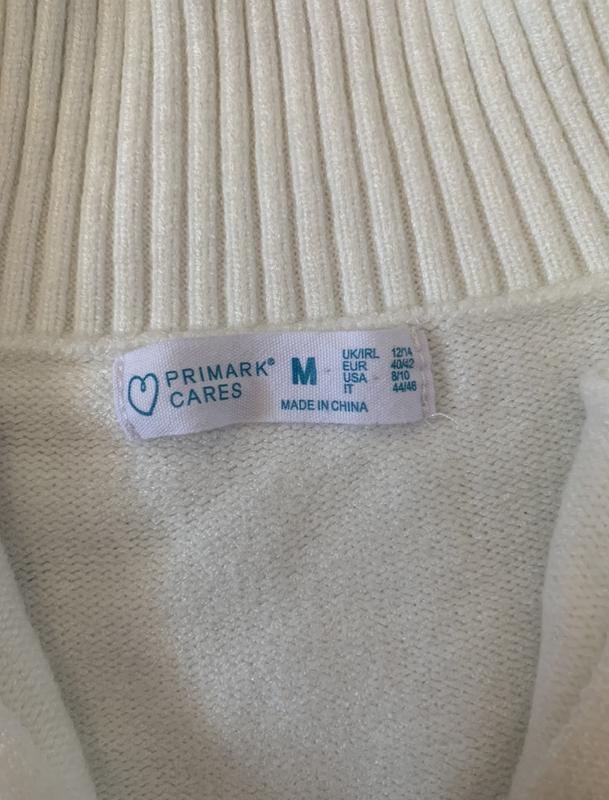 PRIMARK®
CARES
M
UK/IRL 12/14
EUR 40/42
USA 8/10
IT 44/46
MADE IN CHINA